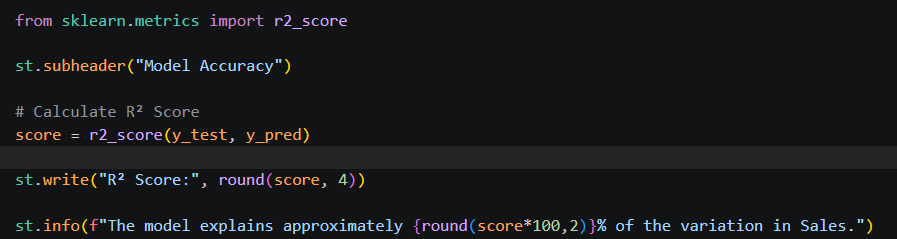 from sklearn.metrics import r2_score
st.subheader("Model Accuracy")
# Calculate R² Score
score = r2_score(y_test, y_pred)
st.write("R² Score:", round(score, 4))
st.info(f"The model explains approximately {round(score*100,2)}% of the variation in Sales.")